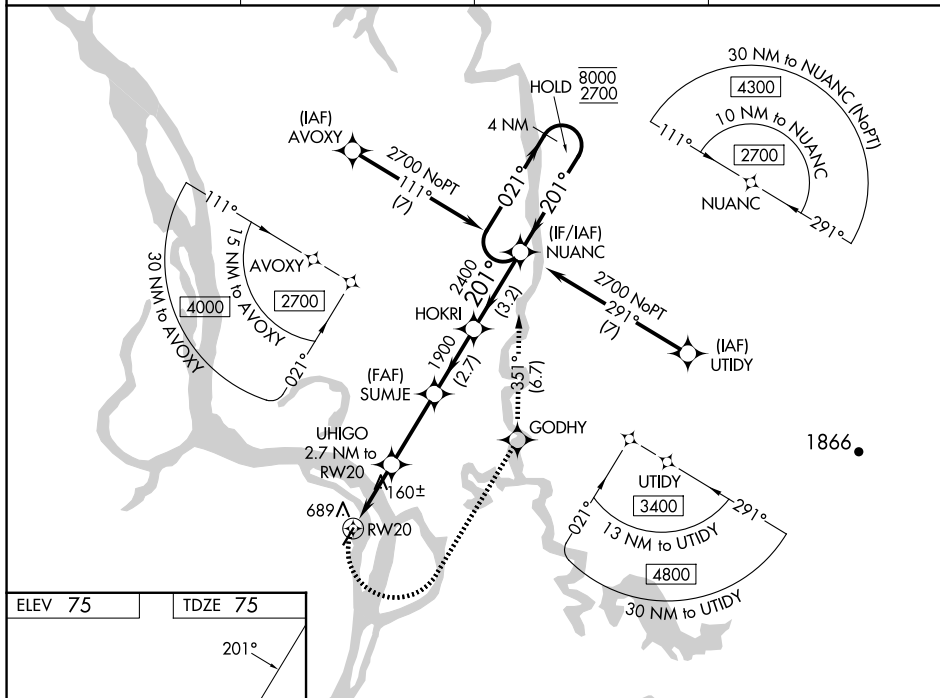 HOLD 8000
2700
4 NM
(IAF)
AVOXY
2700 NoPT
111°
(7)
021°
201°
(IF/IAF)
NUANC
30 NM to NUANC (NoPT)
4300
10 NM to NUANC
111°
2700
NUANC
291°
111°
15 NM to AVOXY
AVOXY
30 NM to AVOXY
4000
2700
021°
2400
201°
(3.2)
HOKRI
2700 NoPT
291°
(7)
(IAF)
UTIDY
1900
(2.7)
(FAF)
SUMJE
351°
(6.7)
GODHY
UHIGO
2.7 NM to
RW20
160±
689
RW20
1866
UTIDY
3400
021°
291°
13 NM to UTIDY
4800
30 NM to UTIDY
ELEV 75
TDZE 75
201°